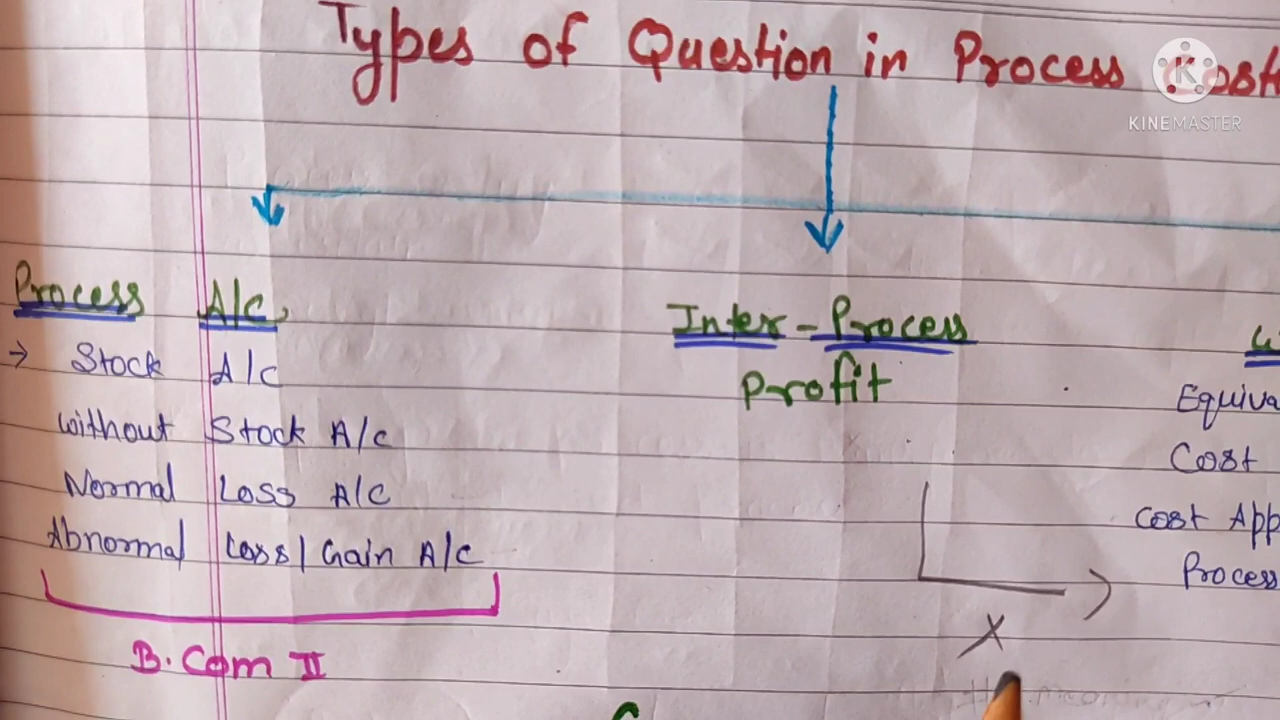 Types of Question in Process Cost
KINEMASTER
Process A/c,
→ Stock A/c
without Stock A/c
Normal Loss A/c
Abnormal Loss/Gain A/C
B.Com II
Inter-Process
Profit
X
Equiva
Cost
Cost App
Process